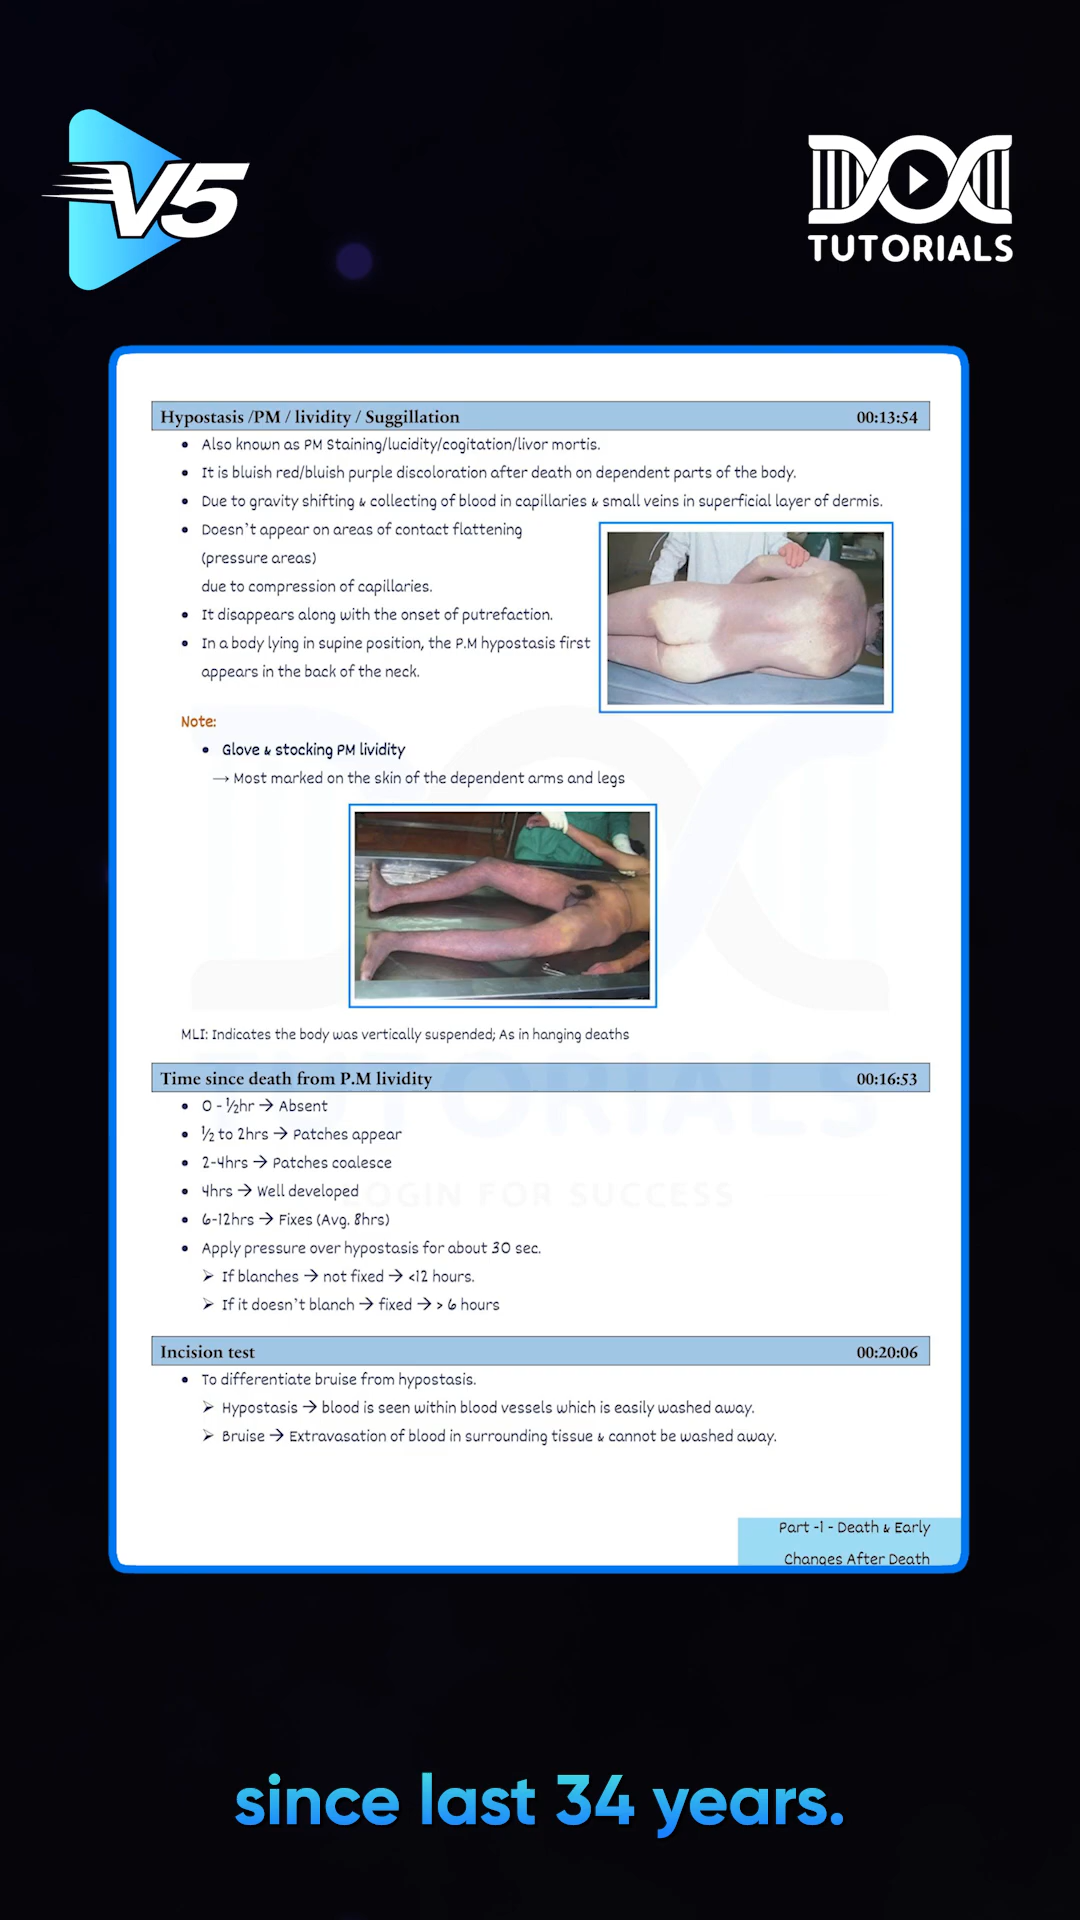 V5
DOC
TUTORIALS
Hypostasis /PM / lividity / Suggillation 00:13:54
• Also known as PM Staining/lucidity/cogitation/livor mortis.
• It is bluish red/bluish purple discoloration after death on dependent parts of the body.
• Due to gravity shifting & collecting of blood in capillaries & small veins in superficial layer of dermis.
• Doesn't appear on areas of contact flattening
(pressure areas)
due to compression of capillaries.
• It disappears along with the onset of putrefaction.
• In a body lying in supine position, the P.M hypostasis first
appears in the back of the neck.
Note:
• Glove & stocking PM lividity
→ Most marked on the skin of the dependent arms and legs
MLI: Indicates the body was vertically suspended; As in hanging deaths
Time since death from P.M lividity 00:16:53
• 0 - ½hr → Absent
• ½ to 2hrs → Patches appear
• 2-4hrs → Patches coalesce
• 4hrs → Well developed
• 6-12hrs → Fixes (Avg. 8hrs)
• Apply pressure over hypostasis for about 30 sec.
➢ If blanches → not fixed → <12 hours.
➢ If it doesn't blanch → fixed → > 6 hours
Incision test 00:20:06
• To differentiate bruise from hypostasis.
➢ Hypostasis → blood is seen within blood vessels which is easily washed away.
➢ Bruise → Extravasation of blood in surrounding tissue & cannot be washed away.
Part -1 - Death & Early
Changes After Death
TUTORIALS
LOGIN FOR SUCCESS
since last 34 years.